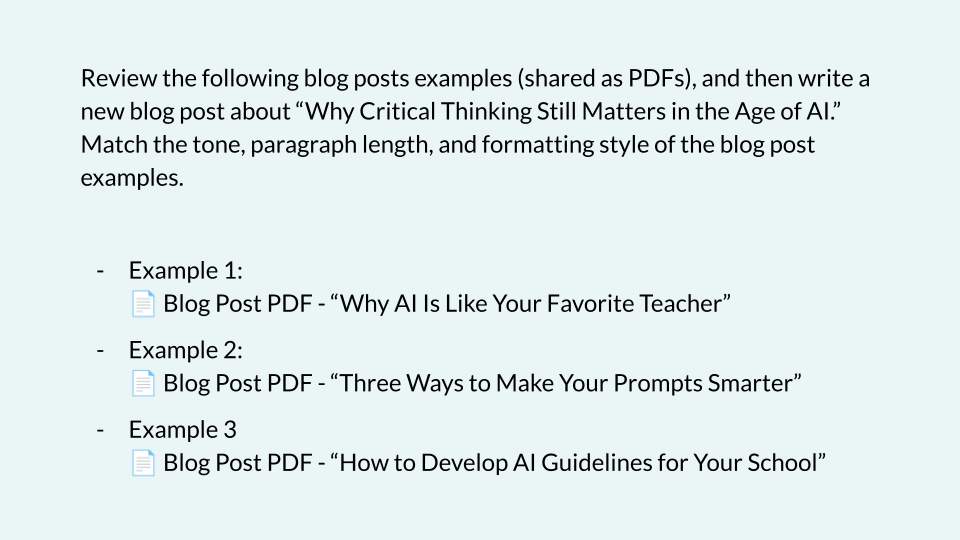 Review the following blog posts examples (shared as PDFs), and then write a
new blog post about “Why Critical Thinking Still Matters in the Age of AI.”
Match the tone, paragraph length, and formatting style of the blog post
examples.
- Example 1:
📄 Blog Post PDF - “Why AI Is Like Your Favorite Teacher”
- Example 2:
📄 Blog Post PDF - “Three Ways to Make Your Prompts Smarter”
- Example 3
📄 Blog Post PDF - “How to Develop AI Guidelines for Your School”